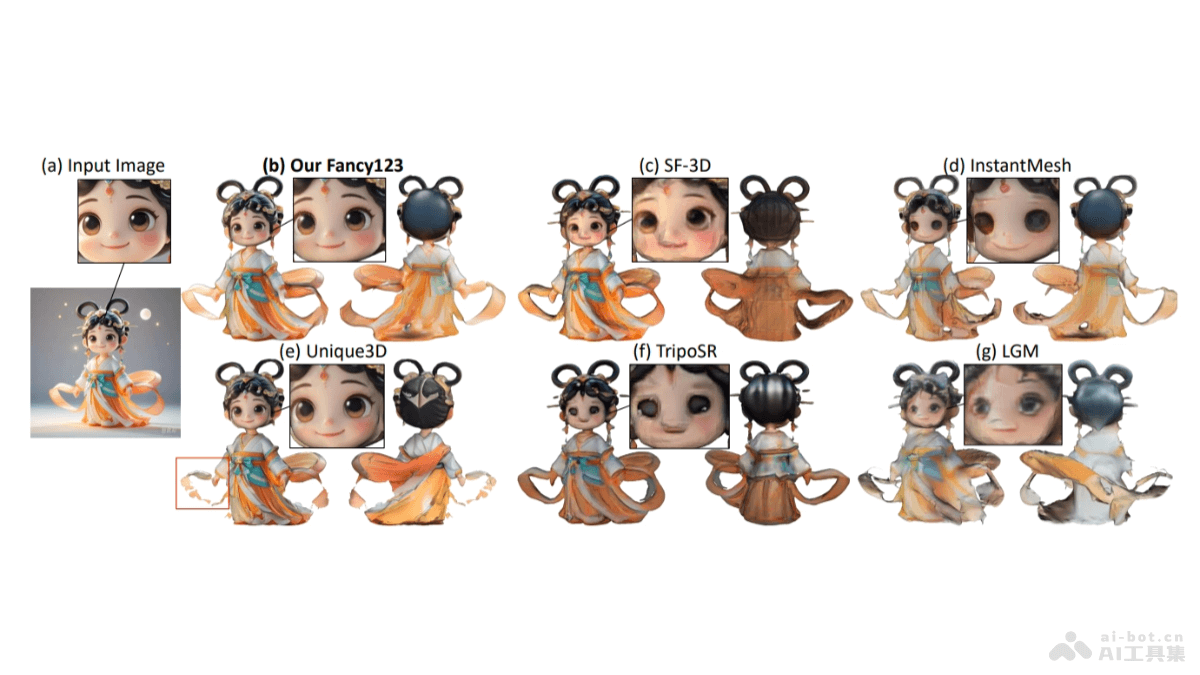 (a) Input Image
(b) Our Fancy123
(c) SF-3D
(d) InstantMesh
(e) Unique3D
(f) TripoSR
(g) LGM
ai-bot.cn
AI工具集